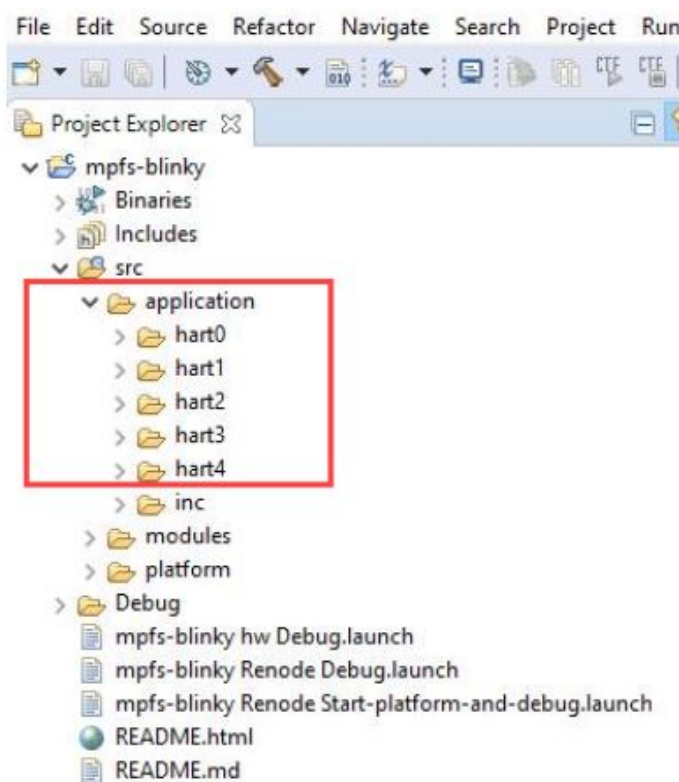 File Edit Source Refactor Navigate Search Project Run
Project Explorer
mpfs-blinky
Binaries
Includes
src
application
hart0
hart1
hart2
hart3
hart4
inc
modules
platform
Debug
mpfs-blinky hw Debug.launch
mpfs-blinky Renode Debug.launch
mpfs-blinky Renode Start-platform-and-debug.launch
README.html
README.md